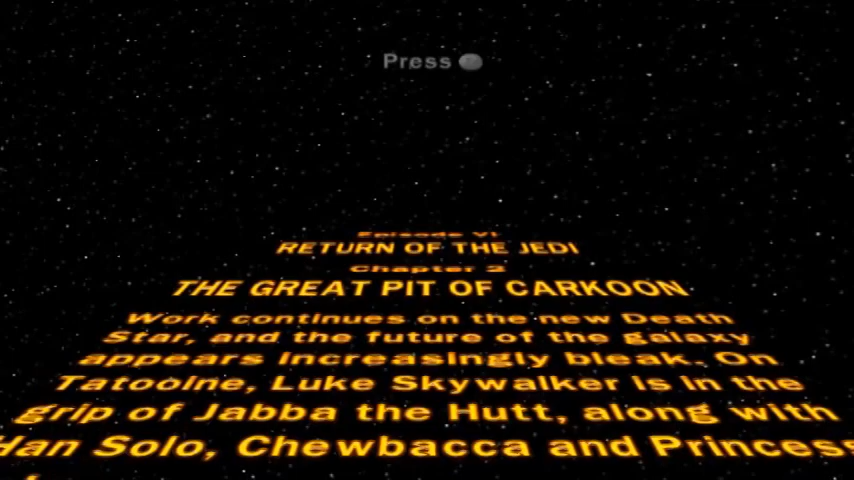 Press
Episode VI
RETURN OF THE JEDI
Chapter 2
THE GREAT PIT OF CARKOON
Work continues on the new Death
Star, and the future of the galaxy
appears increasingly bleak. On
Tatooine, Luke Skywalker is in the
grip of Jabba the Hutt, along with
Han Solo, Chewbacca and Princess